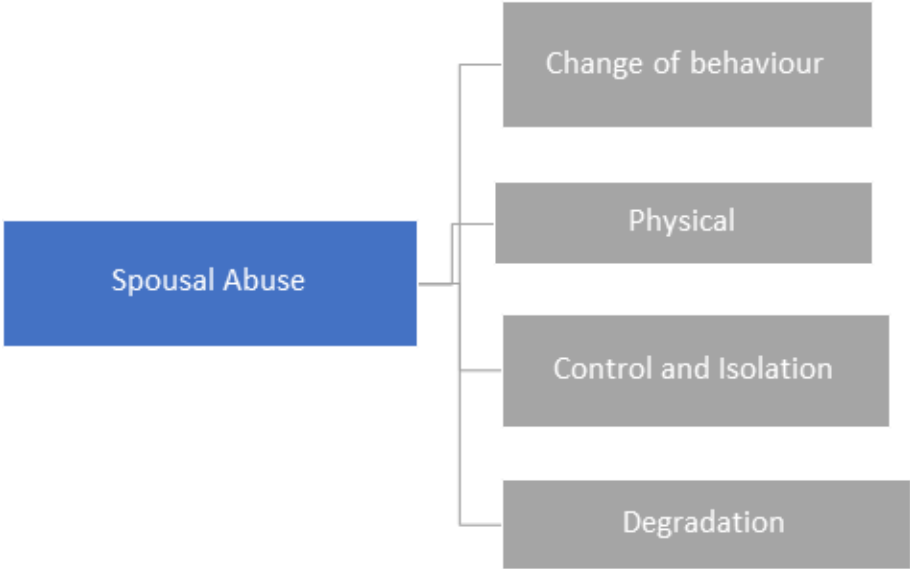 Change of behaviour
Physical
Spousal Abuse
Control and Isolation
Degradation